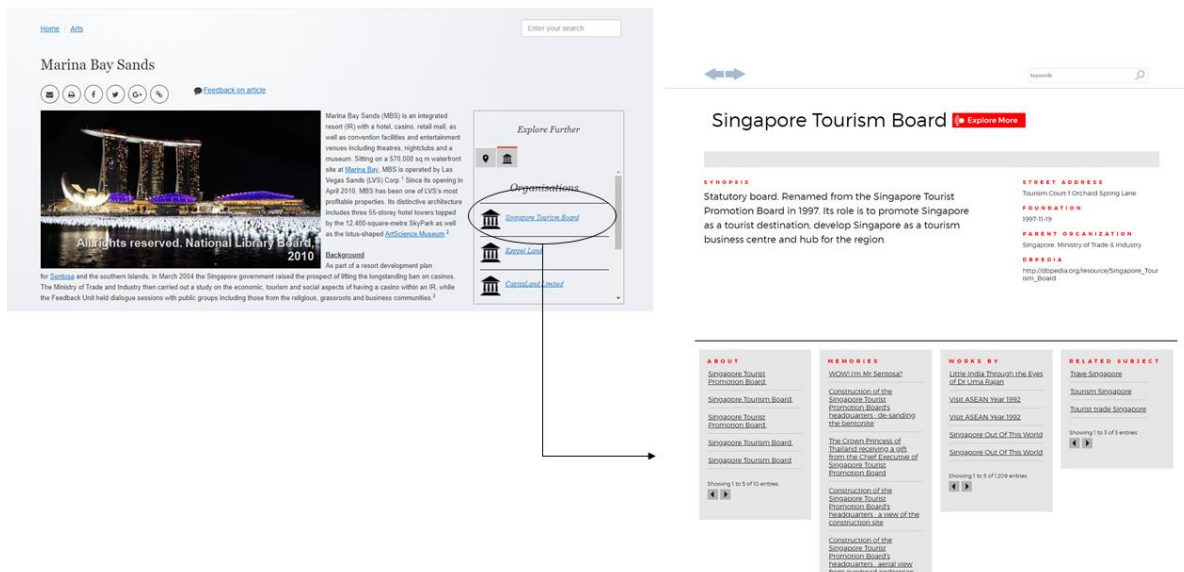 Home / Arts
Enter your search
Marina Bay Sands
Feedback on article
Marina Bay Sands (MBS) is an integrated
resort (IR) with a hotel, casino, retail mall, as
well as convention facilities and entertainment
venues including theatres, nightclubs and a
museum. Sitting on a 570,000 sq m waterfront
site at Marina Bay, MBS is operated by Las
Vegas Sands (LVS) Corp.1 Since its opening in
April 2010, MBS has been one of LVS's most
profitable properties. Its distinctive architecture
includes three 55-storey hotel towers topped
by the 12,400-square-metre SkyPark as well
as the lotus-shaped ArtScience Museum.2
All rights reserved. National Library Board,
2010
Background
As part of a resort development plan
for Sentosa and the southern islands, in March 2004 the Singapore government raised the prospect of lifting the longstanding ban on casinos.
The Ministry of Trade and Industry then carried out a study on the economic, tourism and social aspects of having a casino within an IR, while
the Feedback Unit held dialogue sessions with public groups including those from the religious, grassroots and business communities.3
Explore Further
Organisations
Singapore Tourism Board
Keppel Land
CapitaLand Limited
keywords
Singapore Tourism Board
Explore More
SYNOPSIS
Statutory board. Renamed from the Singapore Tourist
Promotion Board in 1997. Its role is to promote Singapore
as a tourist destination, develop Singapore as a tourism
business centre and hub for the region.
STREET ADDRESS
Tourism Court 1 Orchard Spring Lane
FOUNDATION
1997-11-19
PARENT ORGANIZATION
Singapore. Ministry of Trade & Industry
DBPEDIA
http://dbpedia.org/resource/Singapore_Tour
ism_Board
ABOUT
Singapore Tourist
Promotion Board.
Singapore Tourism Board.
Singapore Tourist
Promotion Board.
Singapore Tourism Board.
Singapore Tourism Board
Showing 1 to 5 of 10 entries
MEMORIES
WOW! I'm Mr Sentosa?
Construction of the
Singapore Tourist
Promotion Board's
headquarters : de-sanding
the bentonite
The Crown Princess of
Thailand receiving a gift
from the Chief Executive of
Singapore Tourist
Promotion Board
Construction of the
Singapore Tourist
Promotion Board's
headquarters : a view of the
construction site
Construction of the
Singapore Tourist
Promotion Board's
headquarters : aerial view
WORKS BY
Little India Through the Eyes
of Dr Uma Rajan
Visit ASEAN Year 1992
Visit ASEAN Year 1992
Singapore Out Of This World
Singapore Out Of This World
Showing 1 to 5 of 1209 entries
RELATED SUBJECT
Trave Singapore
Tourism Singapore
Tourist trade Singapore
Showing 1 to 3 of 3 entries